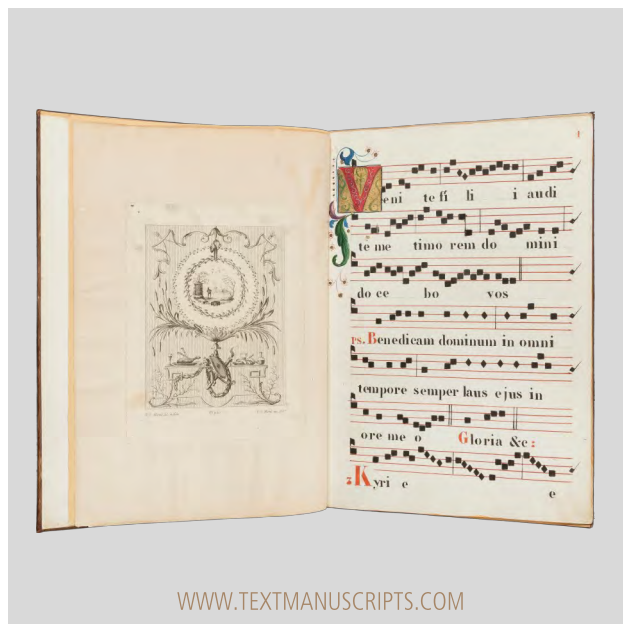 1
Veni te fi li i audi
te me timo rem do mini
do ce bo vos
ps. Benedicam dominum in omni
tempore semper laus ejus in
ore me o Gloria &c:
Kyri e
e
WWW.TEXTMANUSCRIPTS.COM